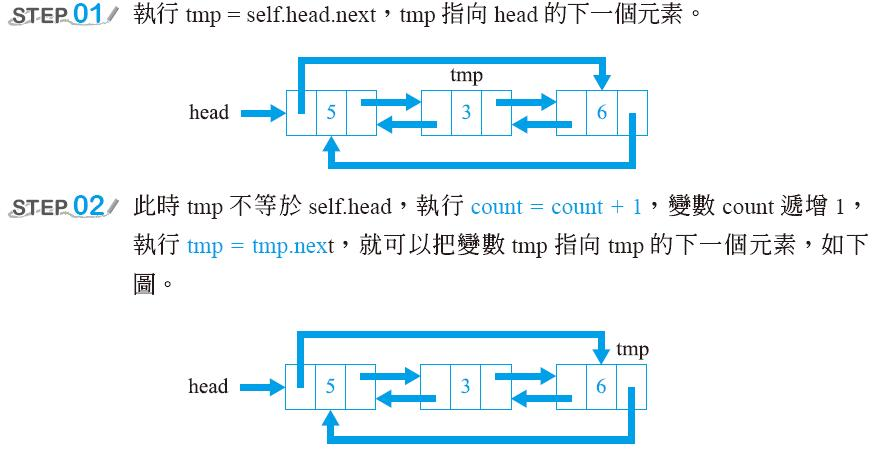 STEP 01 執行 tmp = self.head.next，tmp 指向 head 的下一個元素。
tmp
head 5 3 6
STEP 02 此時 tmp 不等於 self.head，執行 count = count + 1，變數 count 遞增 1，
執行 tmp = tmp.next，就可以把變數 tmp 指向 tmp 的下一個元素，如下
圖。
tmp
head 5 3 6